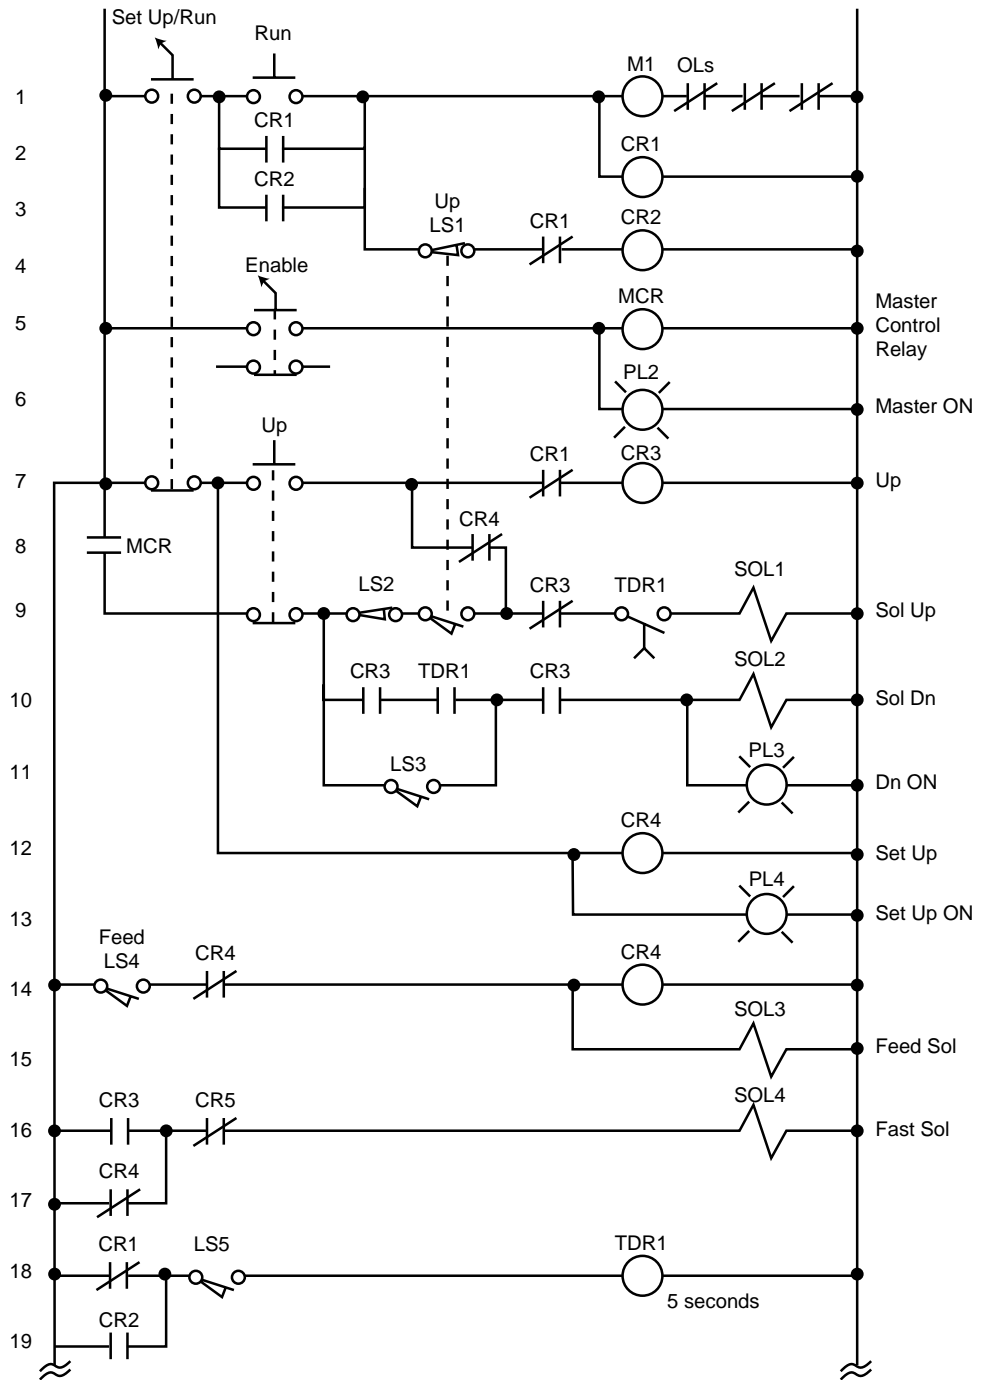 Set Up/Run
Run
M1
OLs
1
CR1
CR1
2
CR2
3
Up
LS1
CR1
CR2
4
Enable
MCR
5
Master
Control
Relay
PL2
6
Master ON
Up
CR1
CR3
7
Up
CR4
8
MCR
LS2
CR3
TDR1
SOL1
9
Sol Up
CR3
TDR1
CR3
SOL2
10
Sol Dn
LS3
PL3
11
Dn ON
CR4
12
Set Up
PL4
13
Set Up ON
Feed
LS4
CR4
CR4
14
SOL3
15
Feed Sol
CR3
CR5
SOL4
16
Fast Sol
CR4
17
CR1
LS5
TDR1
18
5 seconds
CR2
19